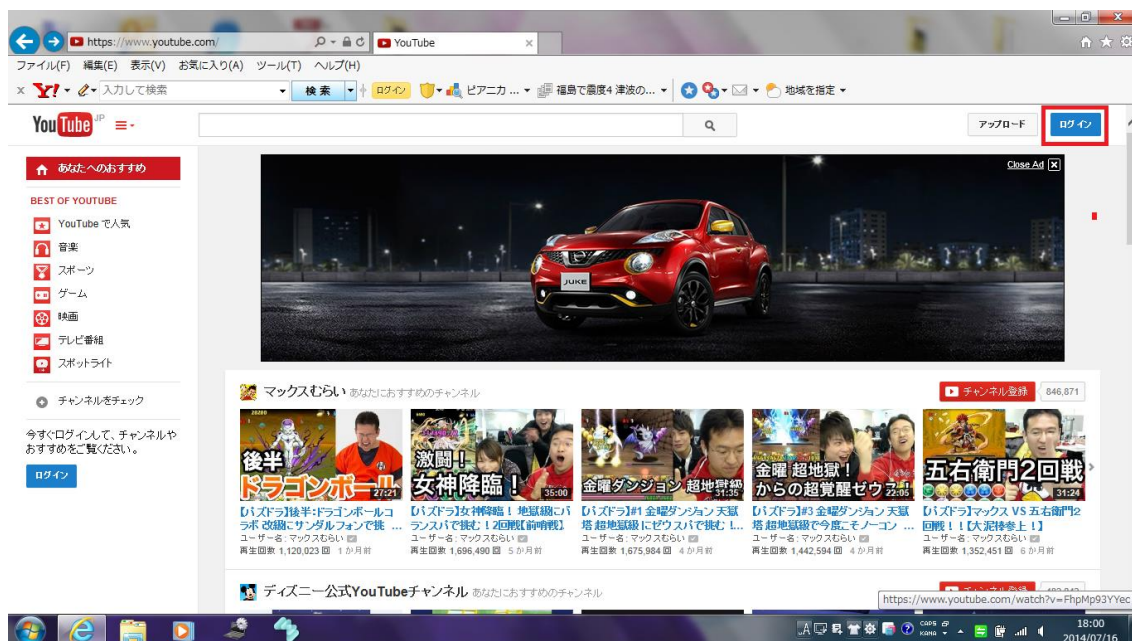 https://www.youtube.com/
YouTube
ファイル(F) 編集(E) 表示(V) お気に入り(A) ツール(T) ヘルプ(H)
入力して検索 検索 ログイン ピアニカ ... 福島で震度4 津波の... 地域を指定
YouTube JP アップロード ログイン
あなたへのおすすめ
Close Ad X
BEST OF YOUTUBE
YouTube で人気
音楽
スポーツ
ゲーム
映画
テレビ番組
スポットライト
チャンネルをチェック
今すぐログインして、チャンネルや
おすすめをご覧ください。
ログイン
JUKE
マックスむらい あなたにおすすめのチャンネル チャンネル登録 846,871
後半
ドラゴンボール
27:21
【パズドラ】後半:ドラゴンボールコ
ラボ 改級にサンダルフォンで挑 ...
ユーザー名: マックスむらい
再生回数 1,120,023 回 1 か月前
激闘!
女神降臨!
35:00
【パズドラ】女神降臨! 地獄級にバ
ランスパで挑む!2回戦【前哨戦】
ユーザー名: マックスむらい
再生回数 1,696,490 回 5 か月前
金曜ダンジョン 超地獄級
31:35
【パズドラ】#1 金曜ダンジョン 天獄
塔 超地獄級にゼウスパで挑む!...
ユーザー名: マックスむらい
再生回数 1,675,984 回 4 か月前
金曜 超地獄!
からの超覚醒ゼウス!
22:05
【パズドラ】#3 金曜ダンジョン 天獄
塔 超地獄級で今度こそノーコン ...
ユーザー名: マックスむらい
再生回数 1,442,594 回 4 か月前
五右衛門2回戦
31:24
【パズドラ】マックス VS 五右衛門2
回戦!!【大泥棒参上!】
ユーザー名: マックスむらい
再生回数 1,352,451 回 6 か月前
ディズニー公式YouTubeチャンネル あなたにおすすめのチャンネル
https://www.youtube.com/watch?v=FhpMp93YYec
A CAPS KANA 18:00
2014/07/16